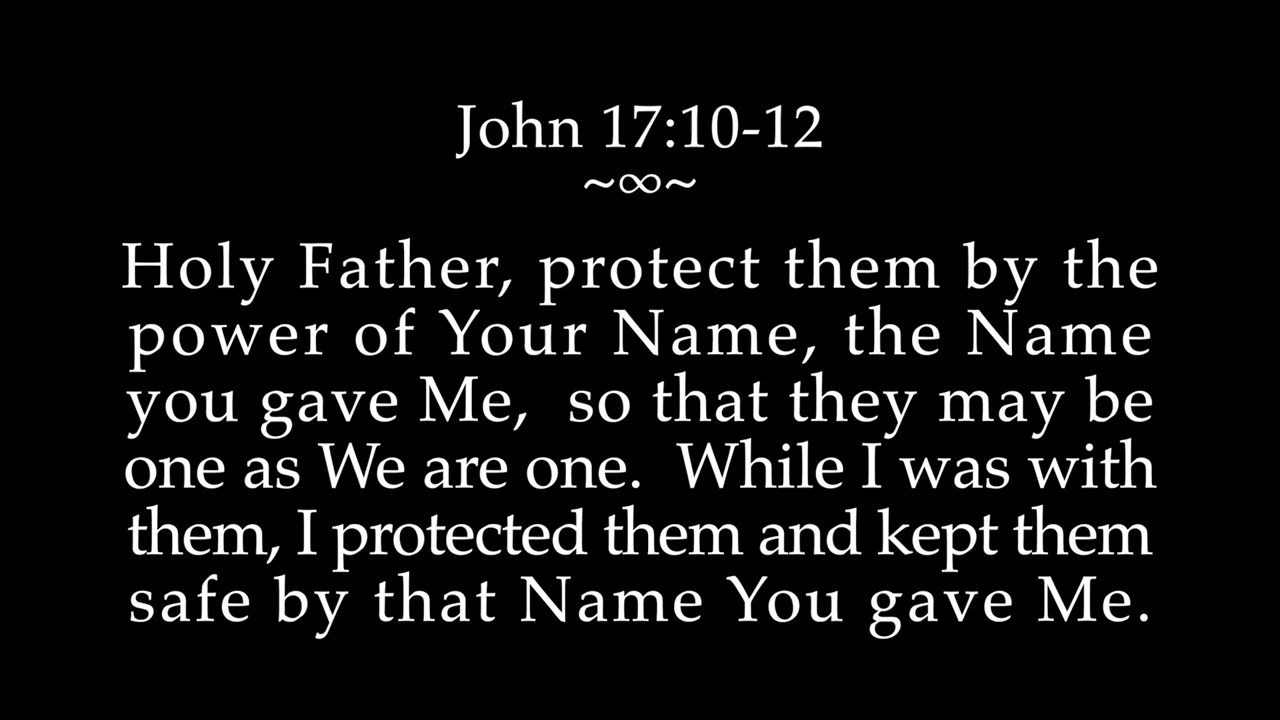 John 17:10-12
~∞~
Holy Father, protect them by the
power of Your Name, the Name
you gave Me,  so that they may be
one as We are one.  While I was with
them, I protected them and kept them
safe by that Name You gave Me.